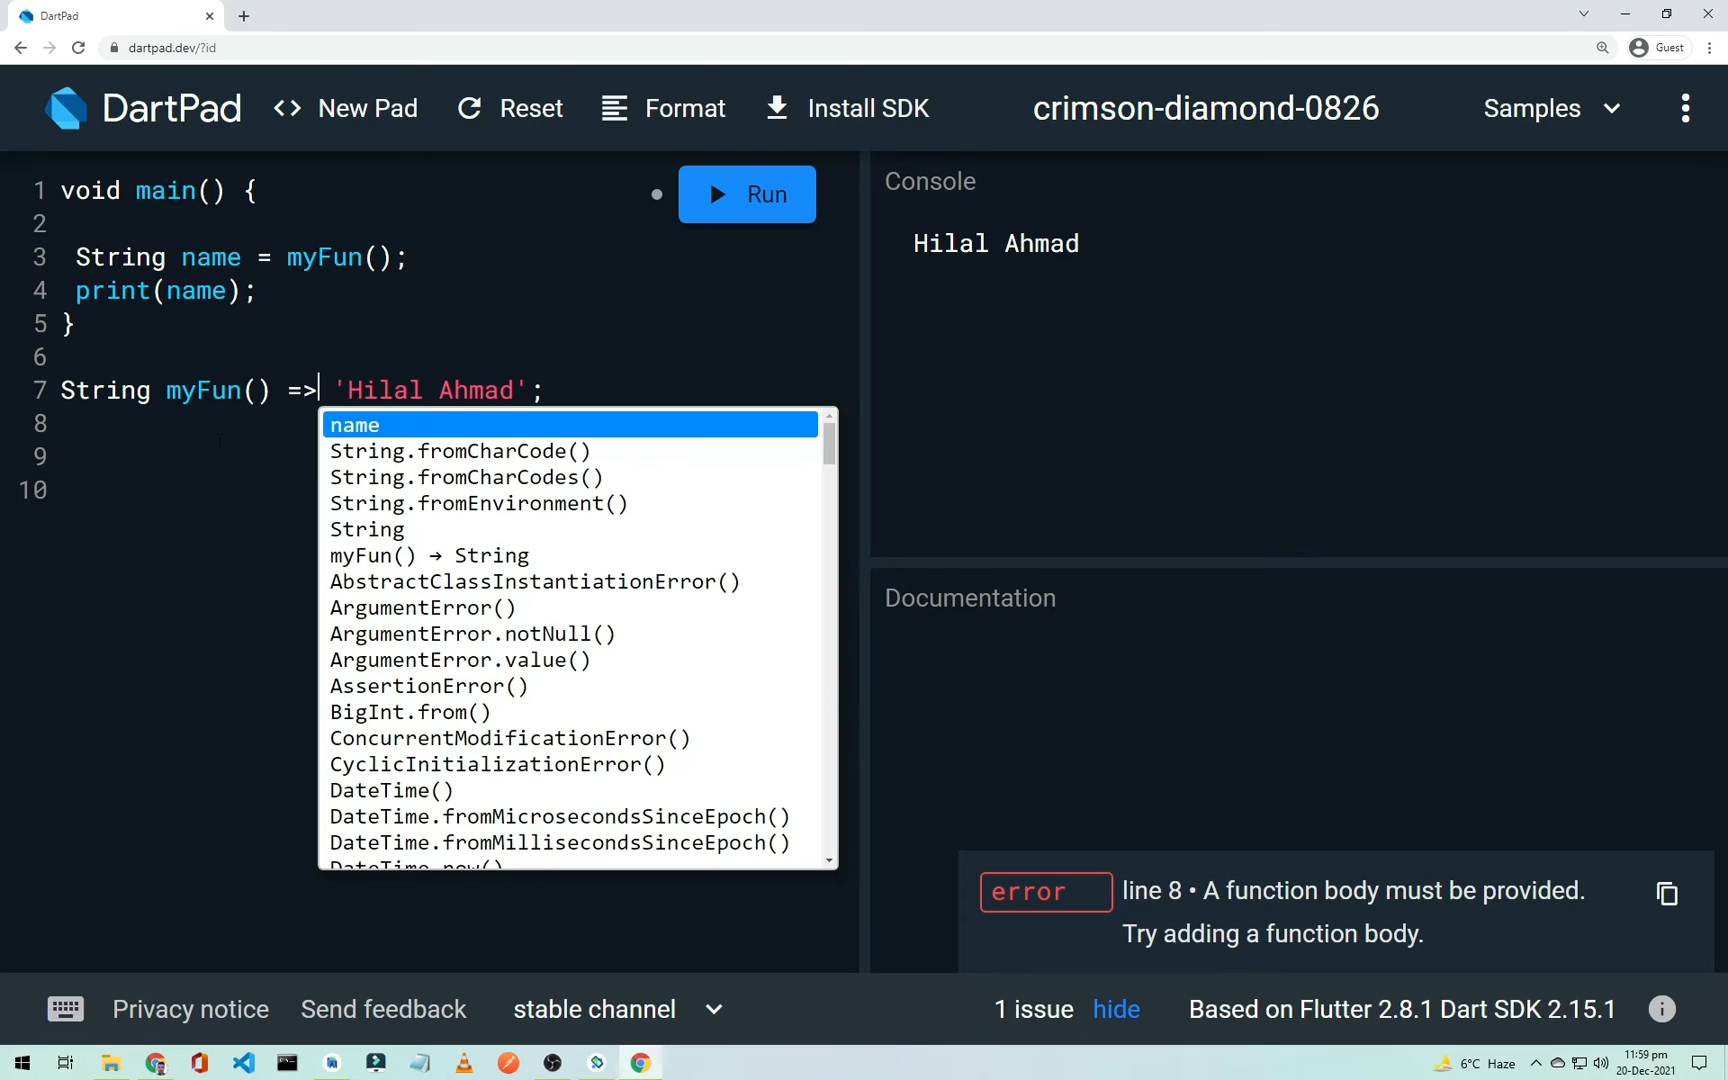 DartPad
dartpad.dev/?id
Guest
DartPad
<> New Pad
Reset
Format
Install SDK
crimson-diamond-0826
Samples
1 void main() {
Run
2
3 String name = myFun();
4 print(name);
5 }
6
7 String myFun() => 'Hilal Ahmad';
8
9
10
name
String.fromCharCode()
String.fromCharCodes()
String.fromEnvironment()
String
myFun() → String
AbstractClassInstantiationError()
ArgumentError()
ArgumentError.notNull()
ArgumentError.value()
AssertionError()
BigInt.from()
ConcurrentModificationError()
CyclicInitializationError()
DateTime()
DateTime.fromMicrosecondsSinceEpoch()
DateTime.fromMillisecondsSinceEpoch()
DateTime.now()
Console
Hilal Ahmad
Documentation
error line 8 • A function body must be provided.
Try adding a function body.
Privacy notice
Send feedback
stable channel
1 issue hide
Based on Flutter 2.8.1 Dart SDK 2.15.1
6°C Haze
11:59 pm
20-Dec-2021